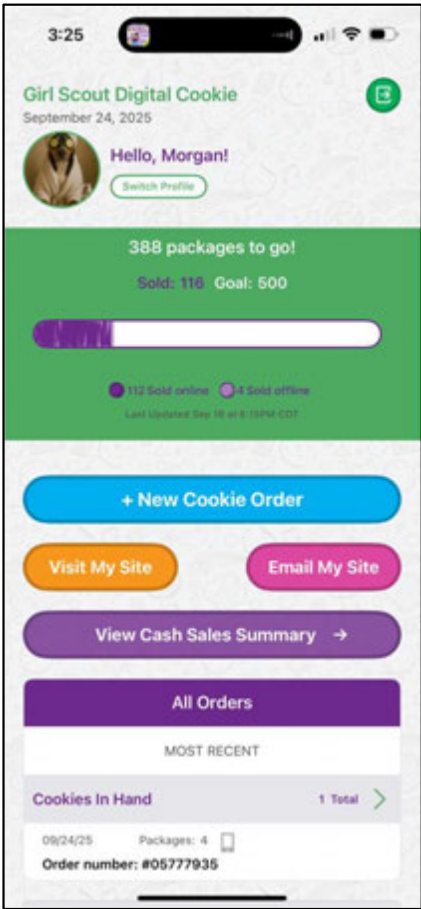 3:25
Girl Scout Digital Cookie
September 24, 2025
Hello, Morgan!
Switch Profile
388 packages to go!
Sold: 116 Goal: 500
112 Sold online 4 Sold offline
Last Updated Sep 16 at 6:15PM CDT
+ New Cookie Order
Visit My Site Email My Site
View Cash Sales Summary →
All Orders
MOST RECENT
Cookies In Hand 1 Total >
09/24/25 Packages: 4
Order number: #05777935